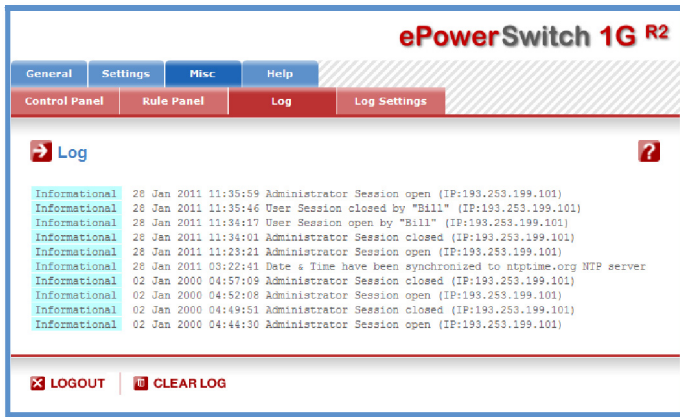 ePowerSwitch 1G R2
General Settings Misc Help
Control Panel Rule Panel Log Log Settings
Log ?
Informational 28 Jan 2011 11:35:59 Administrator Session open (IP:193.253.199.101)
Informational 28 Jan 2011 11:35:46 User Session closed by "Bill" (IP:193.253.199.101)
Informational 28 Jan 2011 11:34:17 User Session open by "Bill" (IP:193.253.199.101)
Informational 28 Jan 2011 11:34:01 Administrator Session closed (IP:193.253.199.101)
Informational 28 Jan 2011 11:23:21 Administrator Session open (IP:193.253.199.101)
Informational 28 Jan 2011 03:22:41 Date & Time have been synchronized to ntptime.org NTP server
Informational 02 Jan 2000 04:57:09 Administrator Session closed (IP:193.253.199.101)
Informational 02 Jan 2000 04:52:08 Administrator Session open (IP:193.253.199.101)
Informational 02 Jan 2000 04:49:51 Administrator Session closed (IP:193.253.199.101)
Informational 02 Jan 2000 04:44:30 Administrator Session open (IP:193.253.199.101)
LOGOUT CLEAR LOG